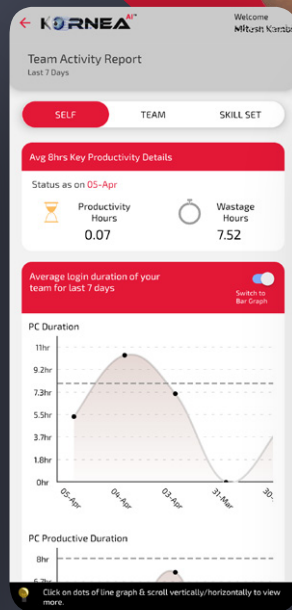 KORNEA AI™
Welcome
Mitesh
Team Activity Report
Last 7 Days
SELF TEAM SKILL SET
Avg 8hrs Key Productivity Details
Status as on 05-Apr
Productivity Hours
0.07
Wastage Hours
7.52
Average login duration of your
team for last 7 days
Switch to
Bar Graph
PC Duration
11hr
9.2hr
7.3hr
5.5hr
3.7hr
1.8hr
0hr
05-Apr 04-Apr 03-Apr 31-Mar 30-
PC Productive Duration
8hr
Click on dots of line graph & scroll vertically/horizontally to view
more.